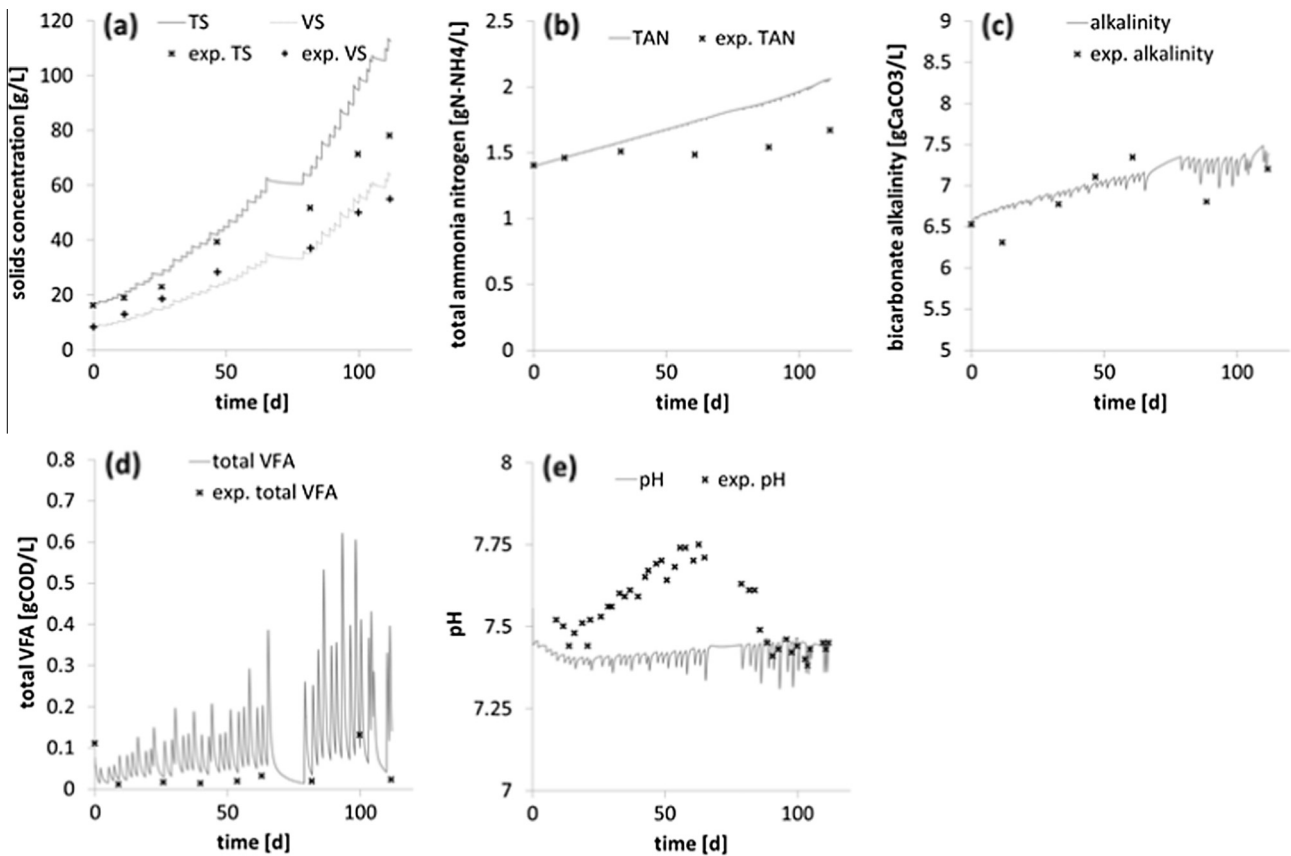 (a)
TS
VS
exp. TS
exp. VS
solids concentration [g/L]
120
100
80
60
40
20
0
0 50 100
time [d]
(b)
TAN
exp. TAN
total ammonia nitrogen [gN-NH4/L]
2.5
2
1.5
1
0.5
0
0 50 100
time [d]
(c)
alkalinity
exp. alkalinity
bicarbonate alkalinity [gCaCO3/L]
9
8.5
8
7.5
7
6.5
6
5.5
5
0 50 100
time [d]
(d)
total VFA
exp. total VFA
total VFA [gCOD/L]
0.8
0.7
0.6
0.5
0.4
0.3
0.2
0.1
0
0 50 100
time [d]
(e)
pH
exp. pH
pH
8
7.75
7.5
7.25
7
0 50 100
time [d]